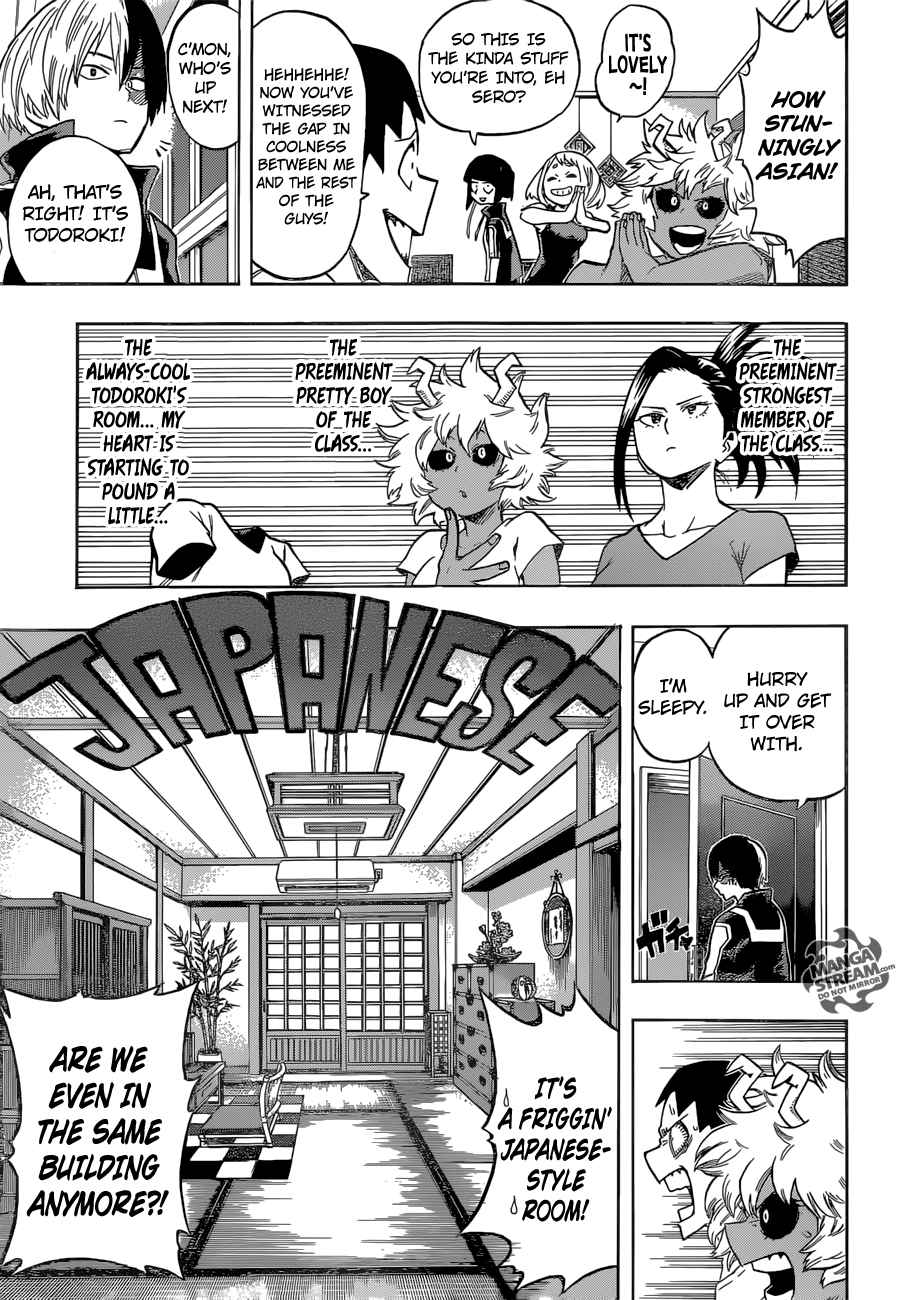 HOW
STUN-
NINGLY
ASIAN!
IT'S
LOVELY
~!
SO THIS IS
THE KINDA STUFF
YOU'RE INTO, EH
SERO?
HEHHEHHE!
NOW YOU'VE
WITNESSED
THE GAP IN
COOLNESS
BETWEEN ME
AND THE REST
OF THE
GUYS!
C'MON,
WHO'S
UP
NEXT!
AH, THAT'S
RIGHT! IT'S
TODOROKI!
THE
PREEMINENT
STRONGEST
MEMBER OF
THE CLASS...
THE
PREEMINENT
PRETTY BOY
OF THE
CLASS...
THE
ALWAYS-COOL
TODOROKI'S
ROOM... MY
HEART IS
STARTING TO
POUND A
LITTLE...
HURRY
UP AND GET
IT OVER
WITH.
I'M
SLEEPY.
ガチャ
MANGA
STREAM.com
DO NOT MIRROR
JAPANESE
IT'S
A FRIGGIN'
JAPANESE-
STYLE
ROOM!
ARE WE
EVEN IN
THE SAME
BUILDING
ANYMORE?!